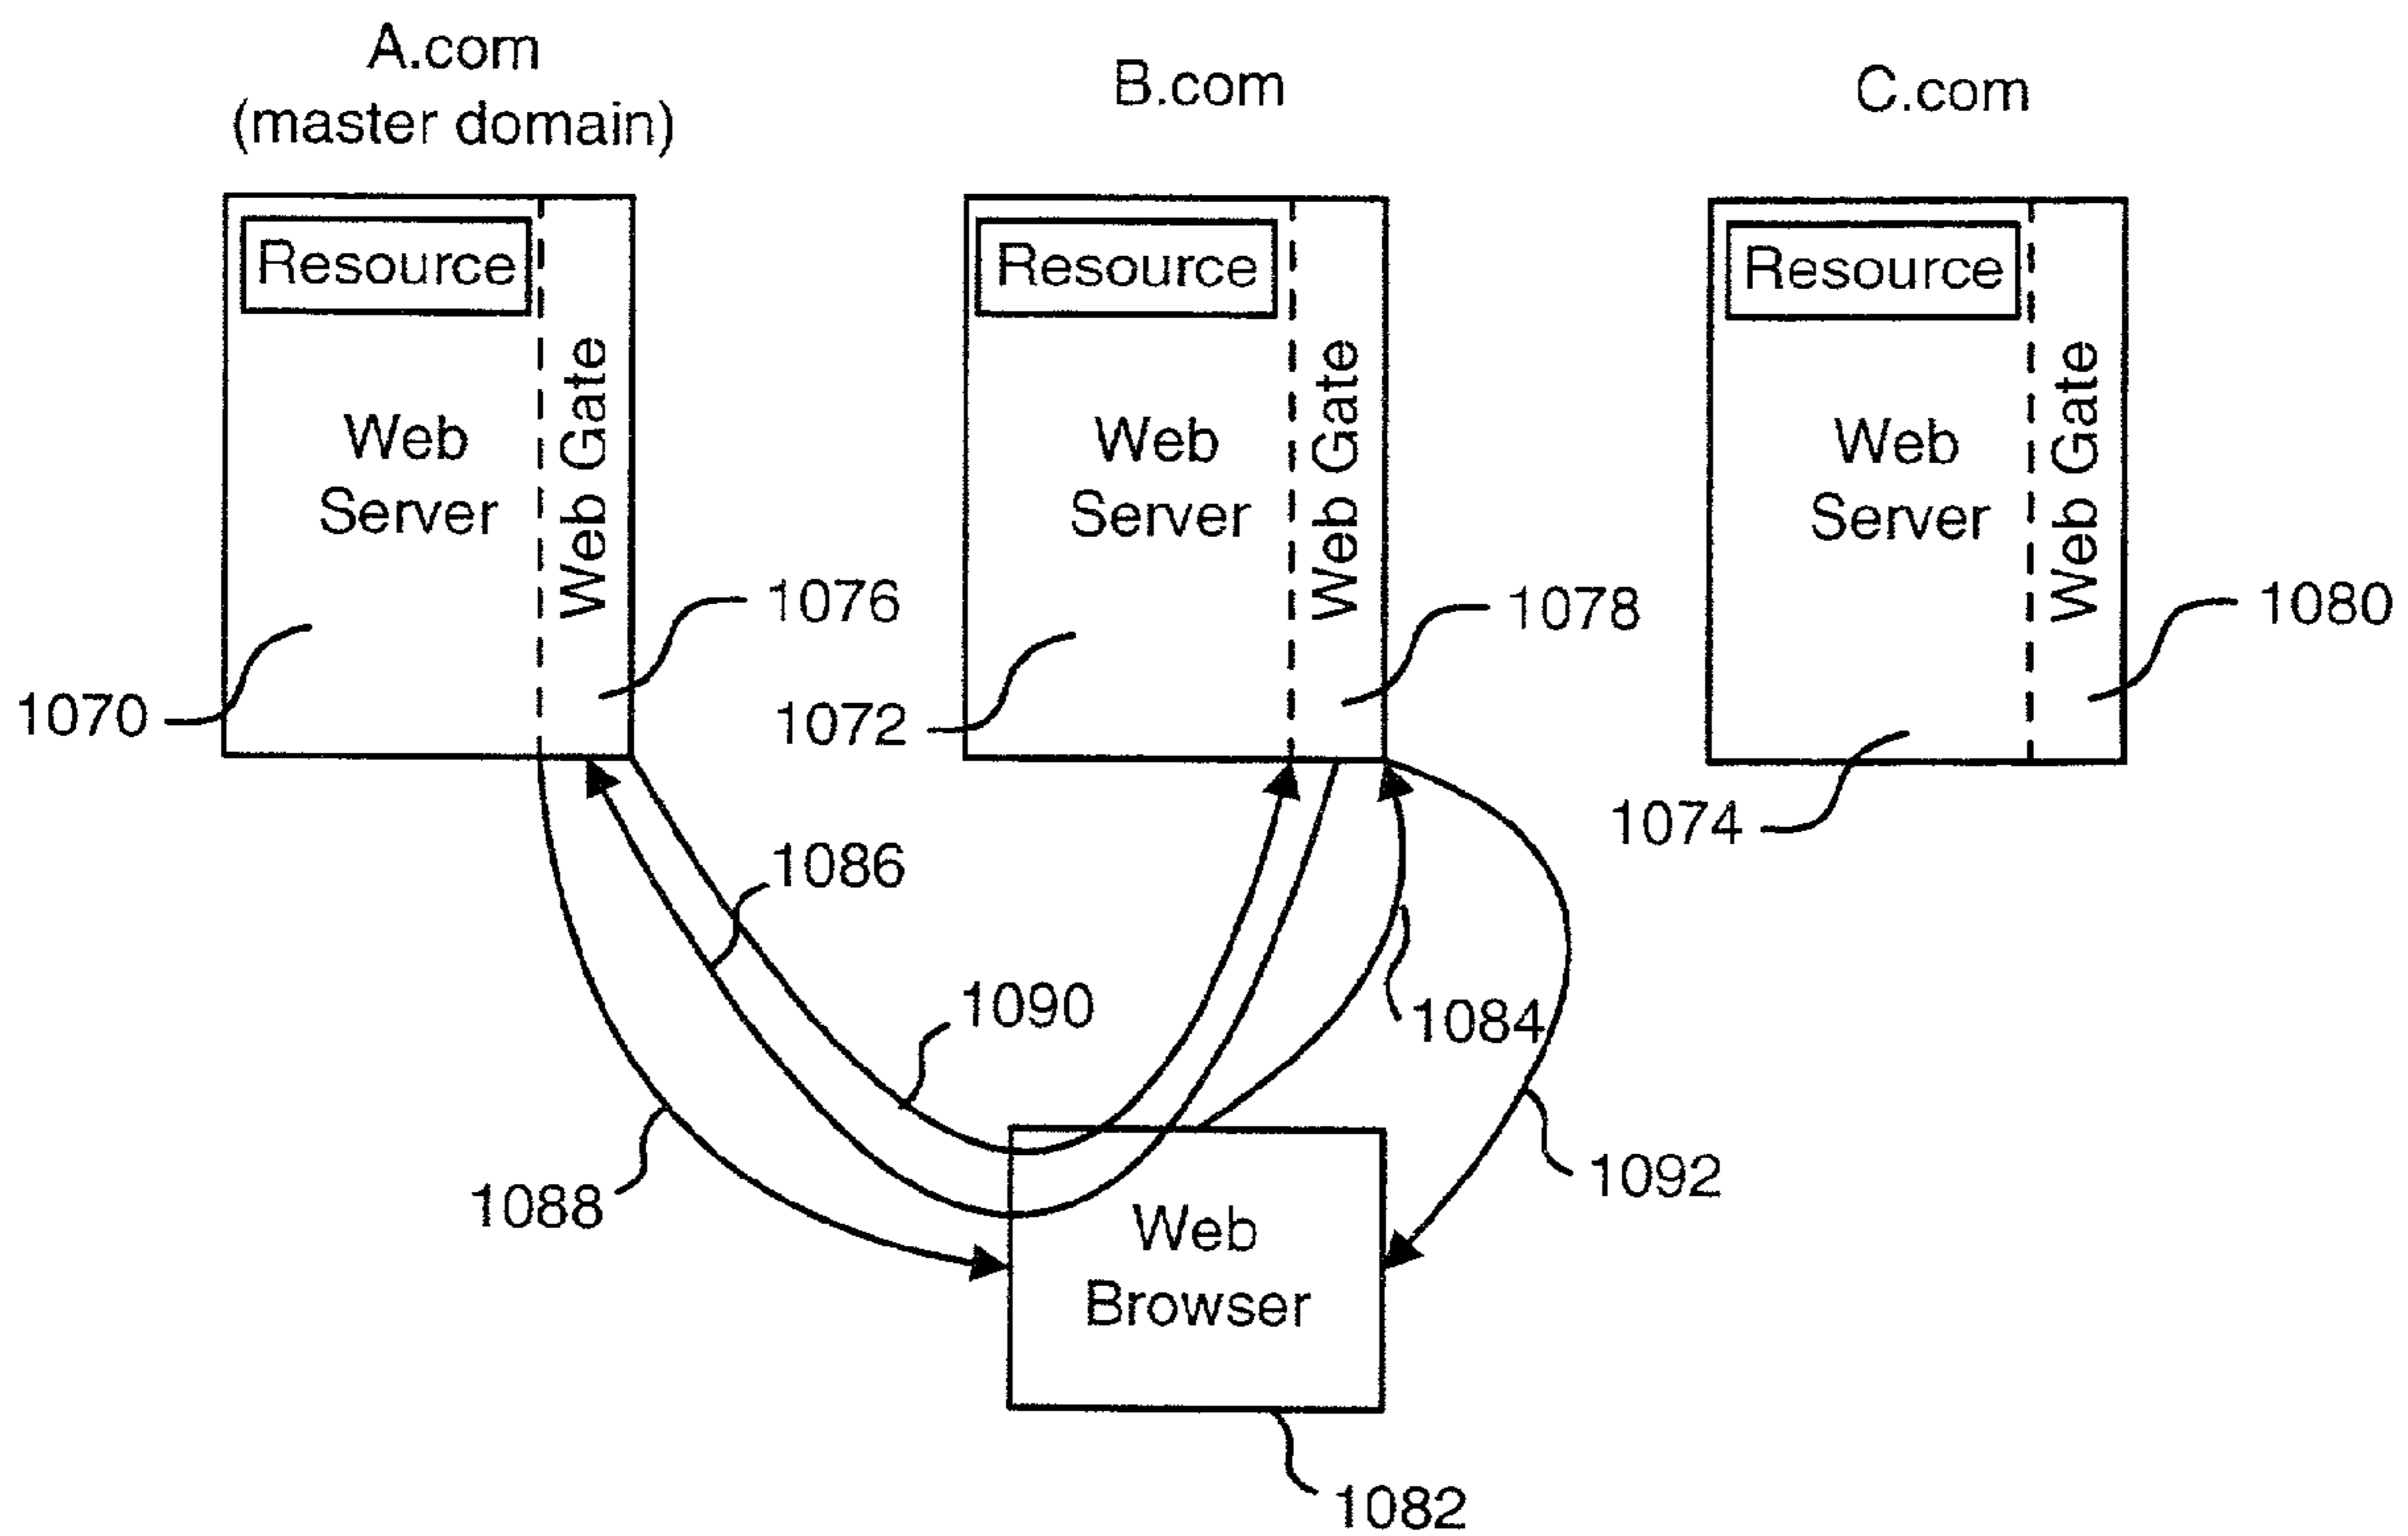 A.com
(master domain)
B.com
C.com
Resource
Web
Server
Web Gate
Resource
Web
Server
Web Gate
Resource
Web
Server
Web Gate
1076
1078
1080
1070
1072
1074
1086
1090
1084
1088
1092
Web
Browser
1082